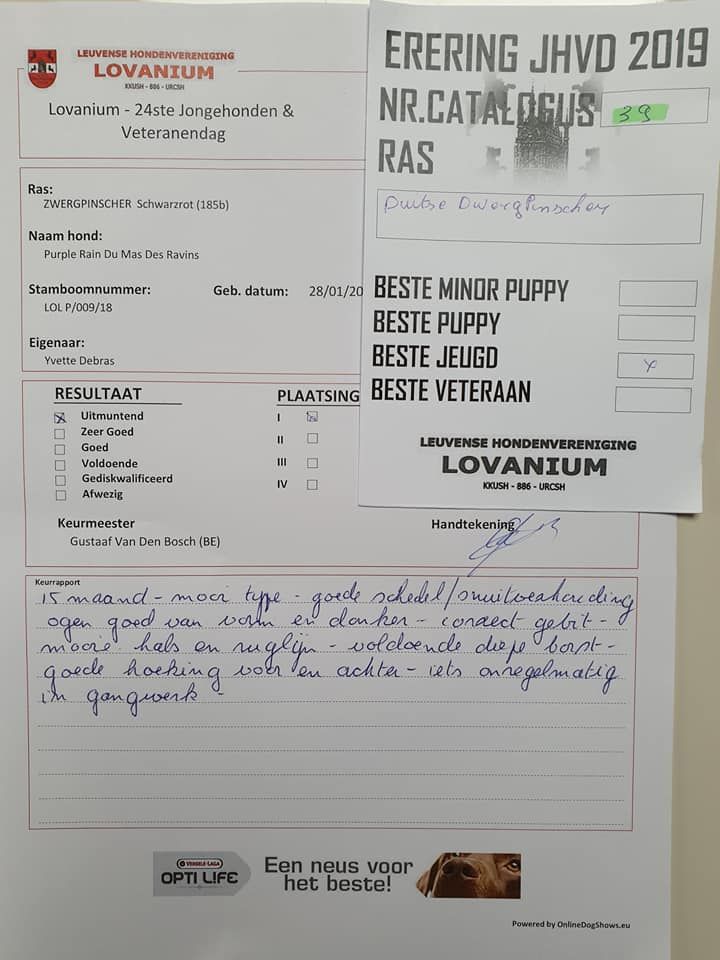 LEUVENSE HONDENVERENIGING
LOVANIUM
KKUSH - 886 - URCSH
Lovanium - 24ste Jongehonden &
Veteranendag
Ras:
ZWERGPINSCHER Schwarzrot (185b)
Naam hond:
Purple Rain Du Mas Des Ravins
Stamboomnummer:
Geb. datum: 28/01/20
LOL P/009/18
Eigenaar:
Yvette Debras
RESULTAAT
Uitmuntend
Zeer Goed
Goed
Voldoende
Gediskwalificeerd
Afwezig
PLAATSING
I
II
III
IV
Keurmeester
Gustaaf Van Den Bosch (BE)
Handtekening
Keurrapport
15 maand - mooi type - goede schedel/snuitverhouding
ogen goed van vorm en donker - correct gebit -
mooie hals en ruglijn - voldoende diepe borst -
goede hoeking voor en achter - iets onregelmatig
in gangwerk -
VERSELE-LAGA
OPTI LIFE
Een neus voor
het beste!
Powered by OnlineDogShows.eu
ERERING JHVD 2019
NR.CATALOGUS 39
RAS
Duitse Dwergpinscher
BESTE MINOR PUPPY
BESTE PUPPY
BESTE JEUGD x
BESTE VETERAAN
LEUVENSE HONDENVERENIGING
LOVANIUM
KKUSH - 886 - URCSH